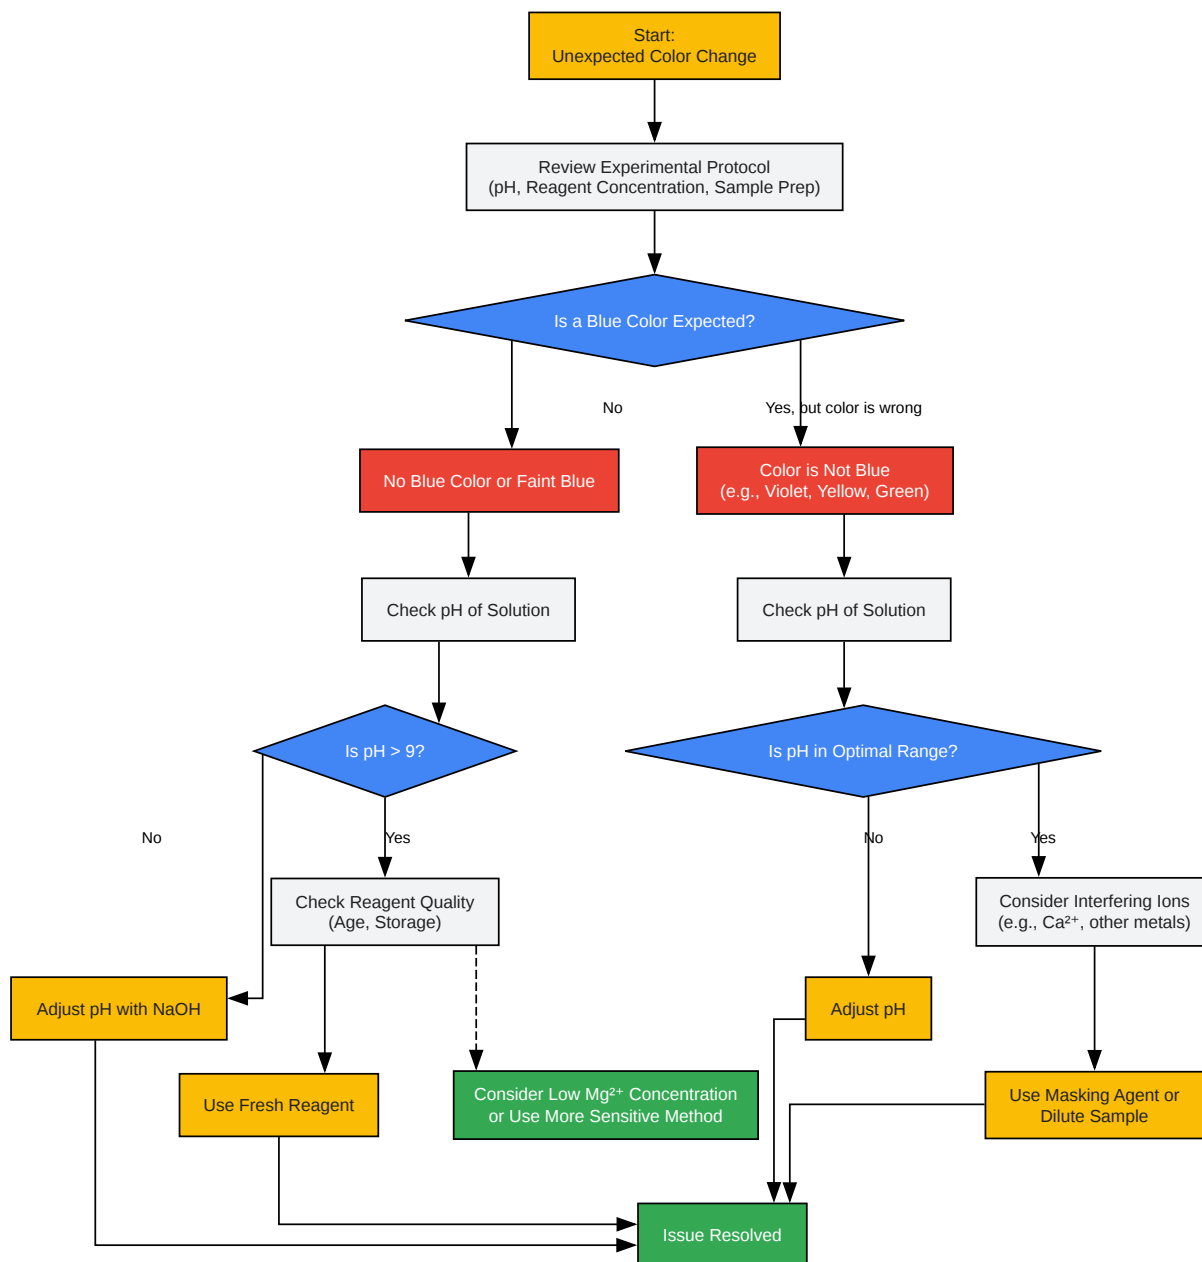 Start:
Unexpected Color Change
Review Experimental Protocol
(pH, Reagent Concentration, Sample Prep)
Is a Blue Color Expected?
No
Yes, but color is wrong
No Blue Color or Faint Blue
Color is Not Blue
(e.g., Violet, Yellow, Green)
Check pH of Solution
Check pH of Solution
Is pH > 9?
Is pH in Optimal Range?
No
Yes
No
Yes
Check Reagent Quality
(Age, Storage)
Consider Interfering Ions
(e.g., Ca²⁺, other metals)
Adjust pH with NaOH
Adjust pH
Use Fresh Reagent
Consider Low Mg²⁺ Concentration
or Use More Sensitive Method
Use Masking Agent or
Dilute Sample
Issue Resolved